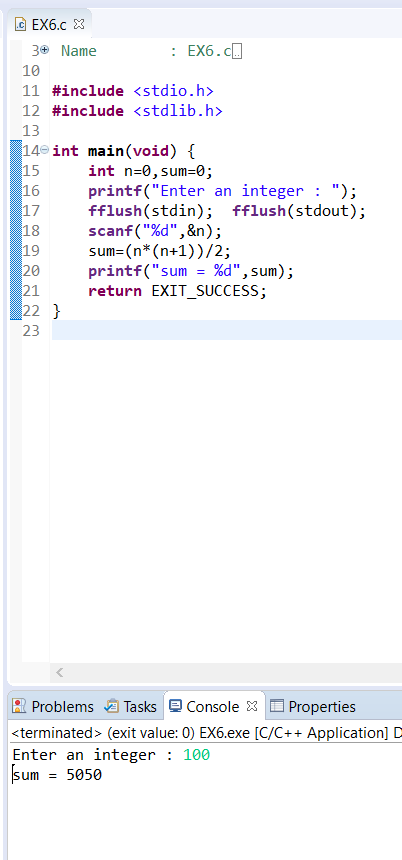 EX6.c
3 Name : EX6.c
10
11 #include <stdio.h>
12 #include <stdlib.h>
13
14 int main(void) {
15 int n=0,sum=0;
16 printf("Enter an integer : ");
17 fflush(stdin); fflush(stdout);
18 scanf("%d",&n);
19 sum=(n*(n+1))/2;
20 printf("sum = %d",sum);
21 return EXIT_SUCCESS;
22 }
23
Problems Tasks Console Properties
<terminated> (exit value: 0) EX6.exe [C/C++ Application] D
Enter an integer : 100
sum = 5050